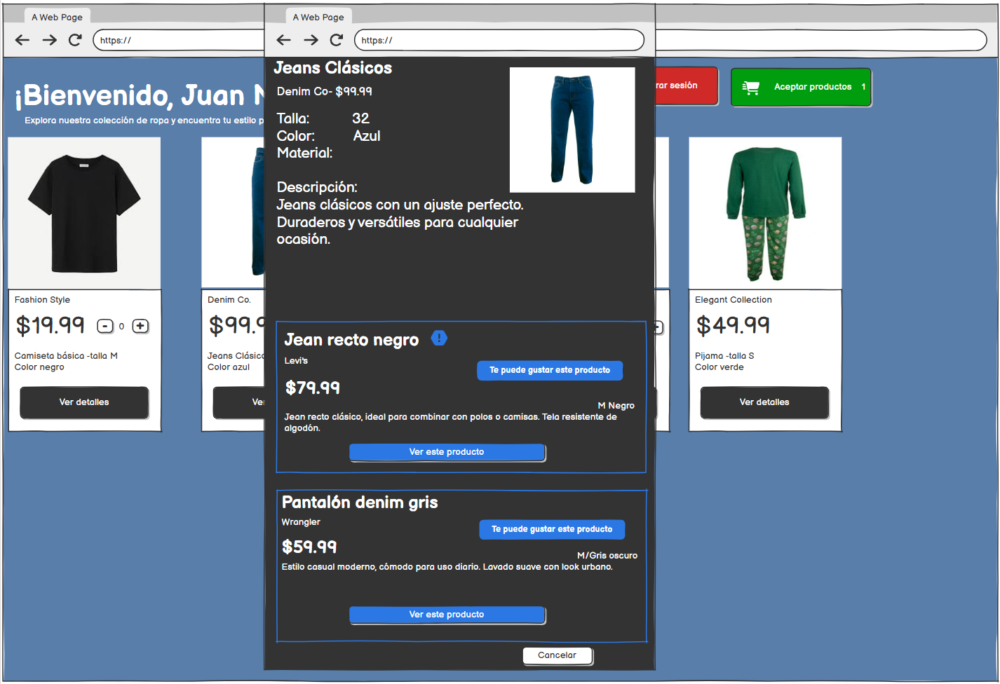 A Web Page
https://
¡Bienvenido, Juan
Explora nuestra colección de ropa y encuentra tu estilo
rar sesión
Aceptar productos 1
Fashion Style
$19.99 - 0 +
Camiseta básica -talla M
Color negro
Ver detalles
Denim Co.
$99.9
Jeans Clásic
Color azul
Ve
A Web Page
https://
Jeans Clásicos
Denim Co- $99.99
Talla: 32
Color: Azul
Material:
Descripción:
Jeans clásicos con un ajuste perfecto.
Duraderos y versátiles para cualquier
ocasión.
Jean recto negro !
Levi's
Te puede gustar este producto
$79.99
M Negro
Jean recto clásico, ideal para combinar con polos o camisas. Tela resistente de
algodón.
Ver este producto
Pantalón denim gris
Wrangler
Te puede gustar este producto
$59.99
M/Gris oscuro
Estilo casual moderno, cómodo para uso diario. Lavado suave con look urbano.
Ver este producto
Cancelar
Elegant Collection
$49.99
Pijama -talla S
Color verde
Ver detalles